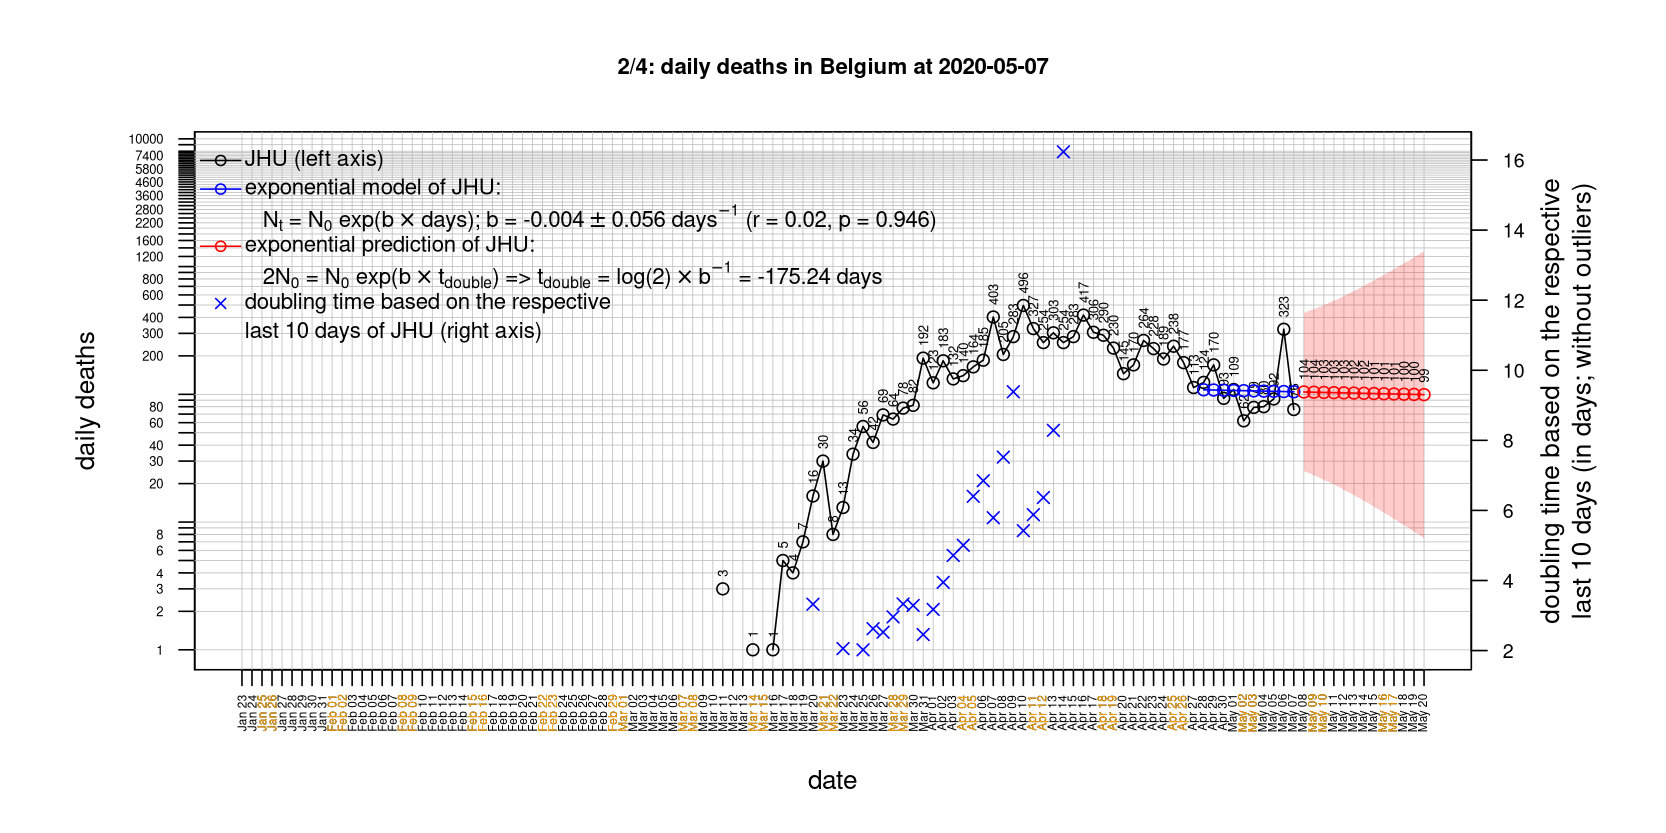 2/4: daily deaths in Belgium at 2020-05-07
JHU (left axis)
exponential model of JHU:
Nt = N0 exp(b × days); b = -0.004 ± 0.056 days−1 (r = 0.02, p = 0.946)
exponential prediction of JHU:
2N0 = N0 exp(b × tdouble) => tdouble = log(2) × b−1 = -175.24 days
doubling time based on the respective
last 10 days of JHU (right axis)
daily deaths
10000
7400
5800
4600
3600
2800
2200
1600
1200
800
600
400
300
200
80
60
40
30
20
8
6
4
3
2
1
3
1
1
5
4
7
16
30
8
13
34
56
42
69
64
78
82
192
123
183
132
140
164
185
403
205
283
496
327
254
303
254
283
417
306
290
230
145
170
264
228
189
238
177
113
124
170
93
109
62
92
323
104
104
103
103
103
102
102
101
101
101
100
100
99
16
14
12
10
8
6
4
2
doubling time based on the respective
last 10 days (in days; without outliers)
Jan 23
Jan 24
Jan 25
Jan 26
Jan 27
Jan 28
Jan 29
Jan 30
Jan 31
Feb 01
Feb 02
Feb 03
Feb 04
Feb 05
Feb 06
Feb 07
Feb 08
Feb 09
Feb 10
Feb 11
Feb 12
Feb 13
Feb 14
Feb 15
Feb 16
Feb 17
Feb 18
Feb 19
Feb 20
Feb 21
Feb 22
Feb 23
Feb 24
Feb 25
Feb 26
Feb 27
Feb 28
Feb 29
Mar 01
Mar 02
Mar 03
Mar 04
Mar 05
Mar 06
Mar 07
Mar 08
Mar 09
Mar 10
Mar 11
Mar 12
Mar 13
Mar 14
Mar 15
Mar 16
Mar 17
Mar 18
Mar 19
Mar 20
Mar 21
Mar 22
Mar 23
Mar 24
Mar 25
Mar 26
Mar 27
Mar 28
Mar 29
Mar 30
Mar 31
Apr 01
Apr 02
Apr 03
Apr 04
Apr 05
Apr 06
Apr 07
Apr 08
Apr 09
Apr 10
Apr 11
Apr 12
Apr 13
Apr 14
Apr 15
Apr 16
Apr 17
Apr 18
Apr 19
Apr 20
Apr 21
Apr 22
Apr 23
Apr 24
Apr 25
Apr 26
Apr 27
Apr 28
Apr 29
Apr 30
May 01
May 02
May 03
May 04
May 05
May 06
May 07
May 08
May 09
May 10
May 11
May 12
May 13
May 14
May 15
May 16
May 17
May 18
May 19
May 20
date